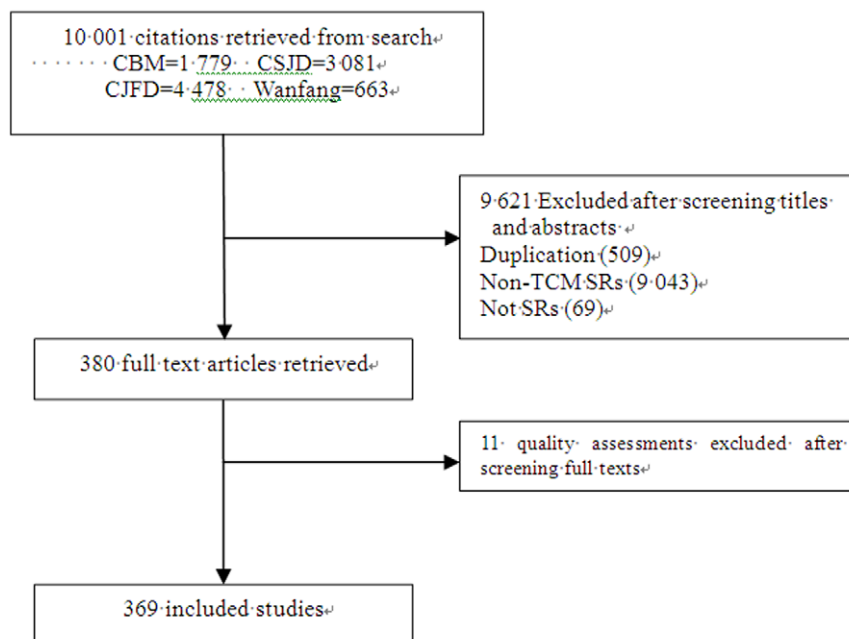 10 001 citations retrieved from search
CBM=1 779 CSJD=3 081
CJFD=4 478 Wanfang=663
9 621 Excluded after screening titles
and abstracts
Duplication (509)
Non-TCM SRs (9 043)
Not SRs (69)
380 full text articles retrieved
11 quality assessments excluded after
screening full texts
369 included studies